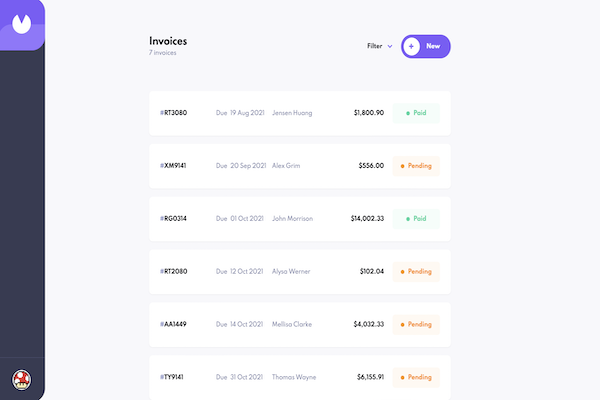 Invoices
7 invoices
Filter
+ New
#RT3080 Due 19 Aug 2021 Jensen Huang $1,800.90 Paid
#XM9141 Due 20 Sep 2021 Alex Grim $556.00 Pending
#RG0314 Due 01 Oct 2021 John Morrison $14,002.33 Paid
#RT2080 Due 12 Oct 2021 Alysa Werner $102.04 Pending
#AA1449 Due 14 Oct 2021 Mellisa Clarke $4,032.33 Pending
#TY9141 Due 31 Oct 2021 Thomas Wayne $6,155.91 Pending